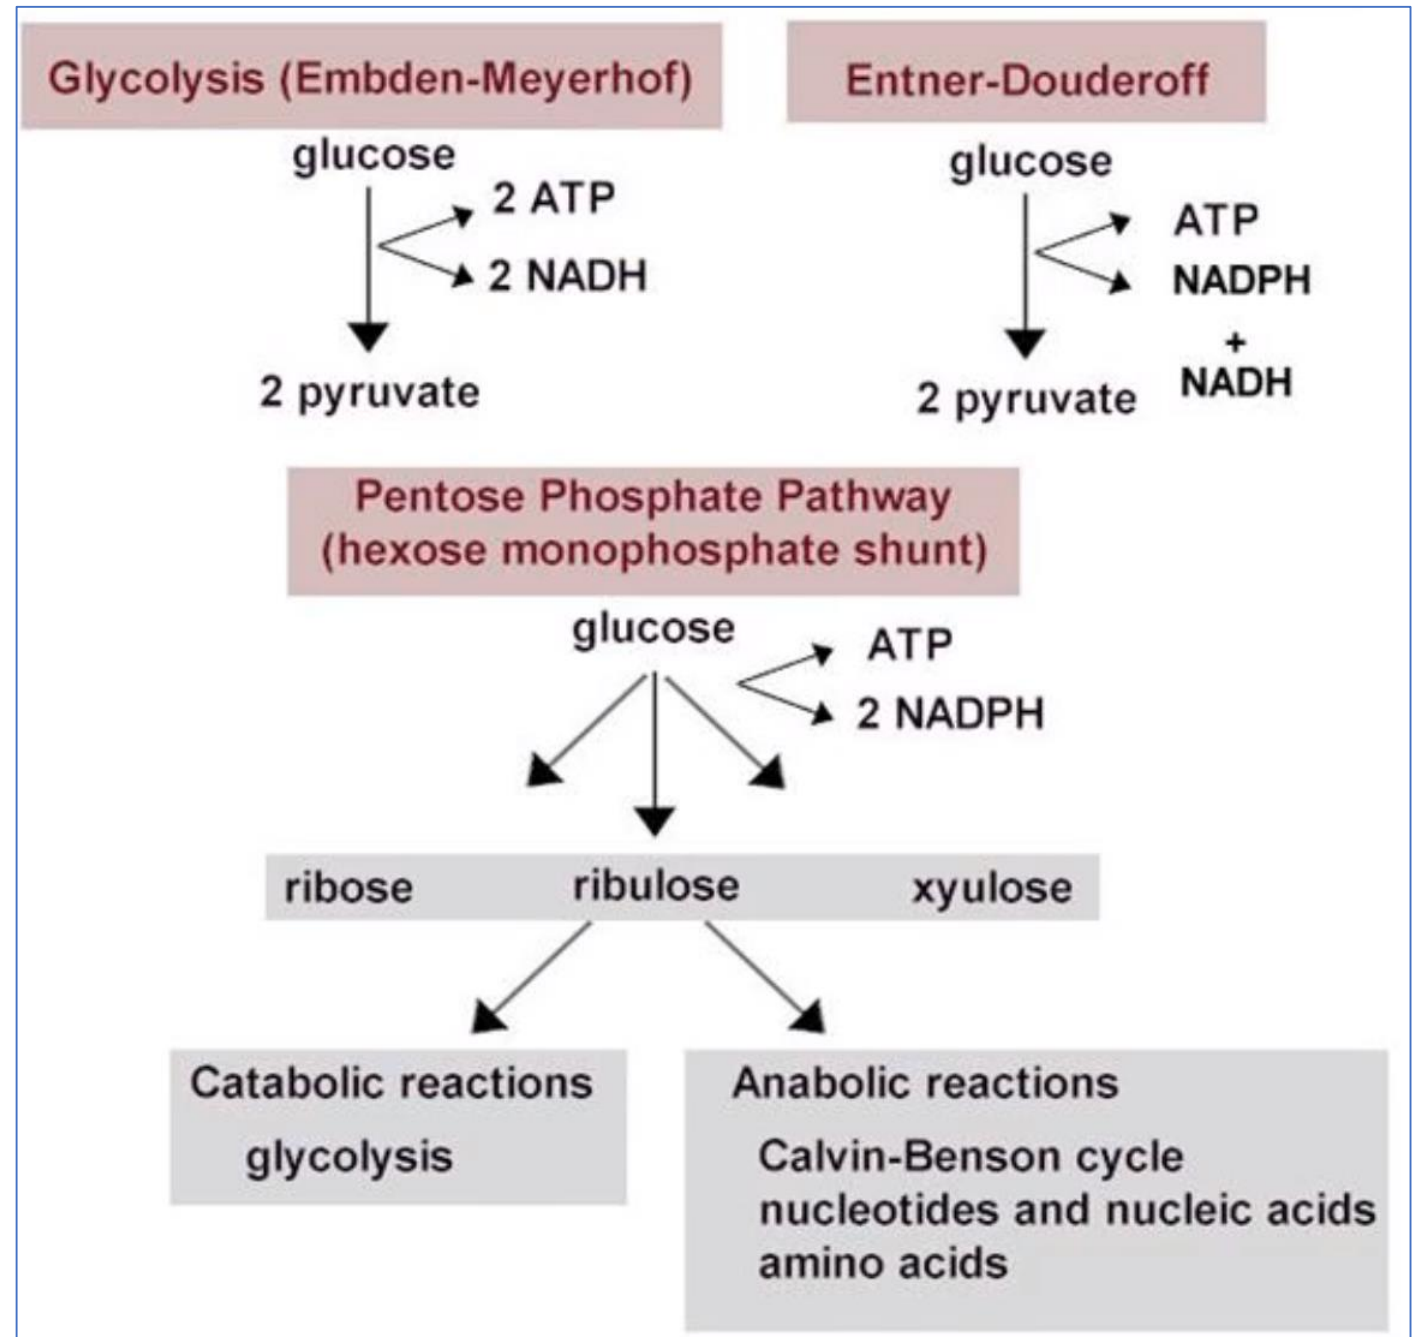 Glycolysis (Embden-Meyerhof)
glucose
2 ATP
2 NADH
2 pyruvate
Entner-Douderoff
glucose
ATP
NADPH
+
NADH
2 pyruvate
Pentose Phosphate Pathway
(hexose monophosphate shunt)
glucose
ATP
2 NADPH
ribose ribulose xyulose
Catabolic reactions
glycolysis
Anabolic reactions
Calvin-Benson cycle
nucleotides and nucleic acids
amino acids